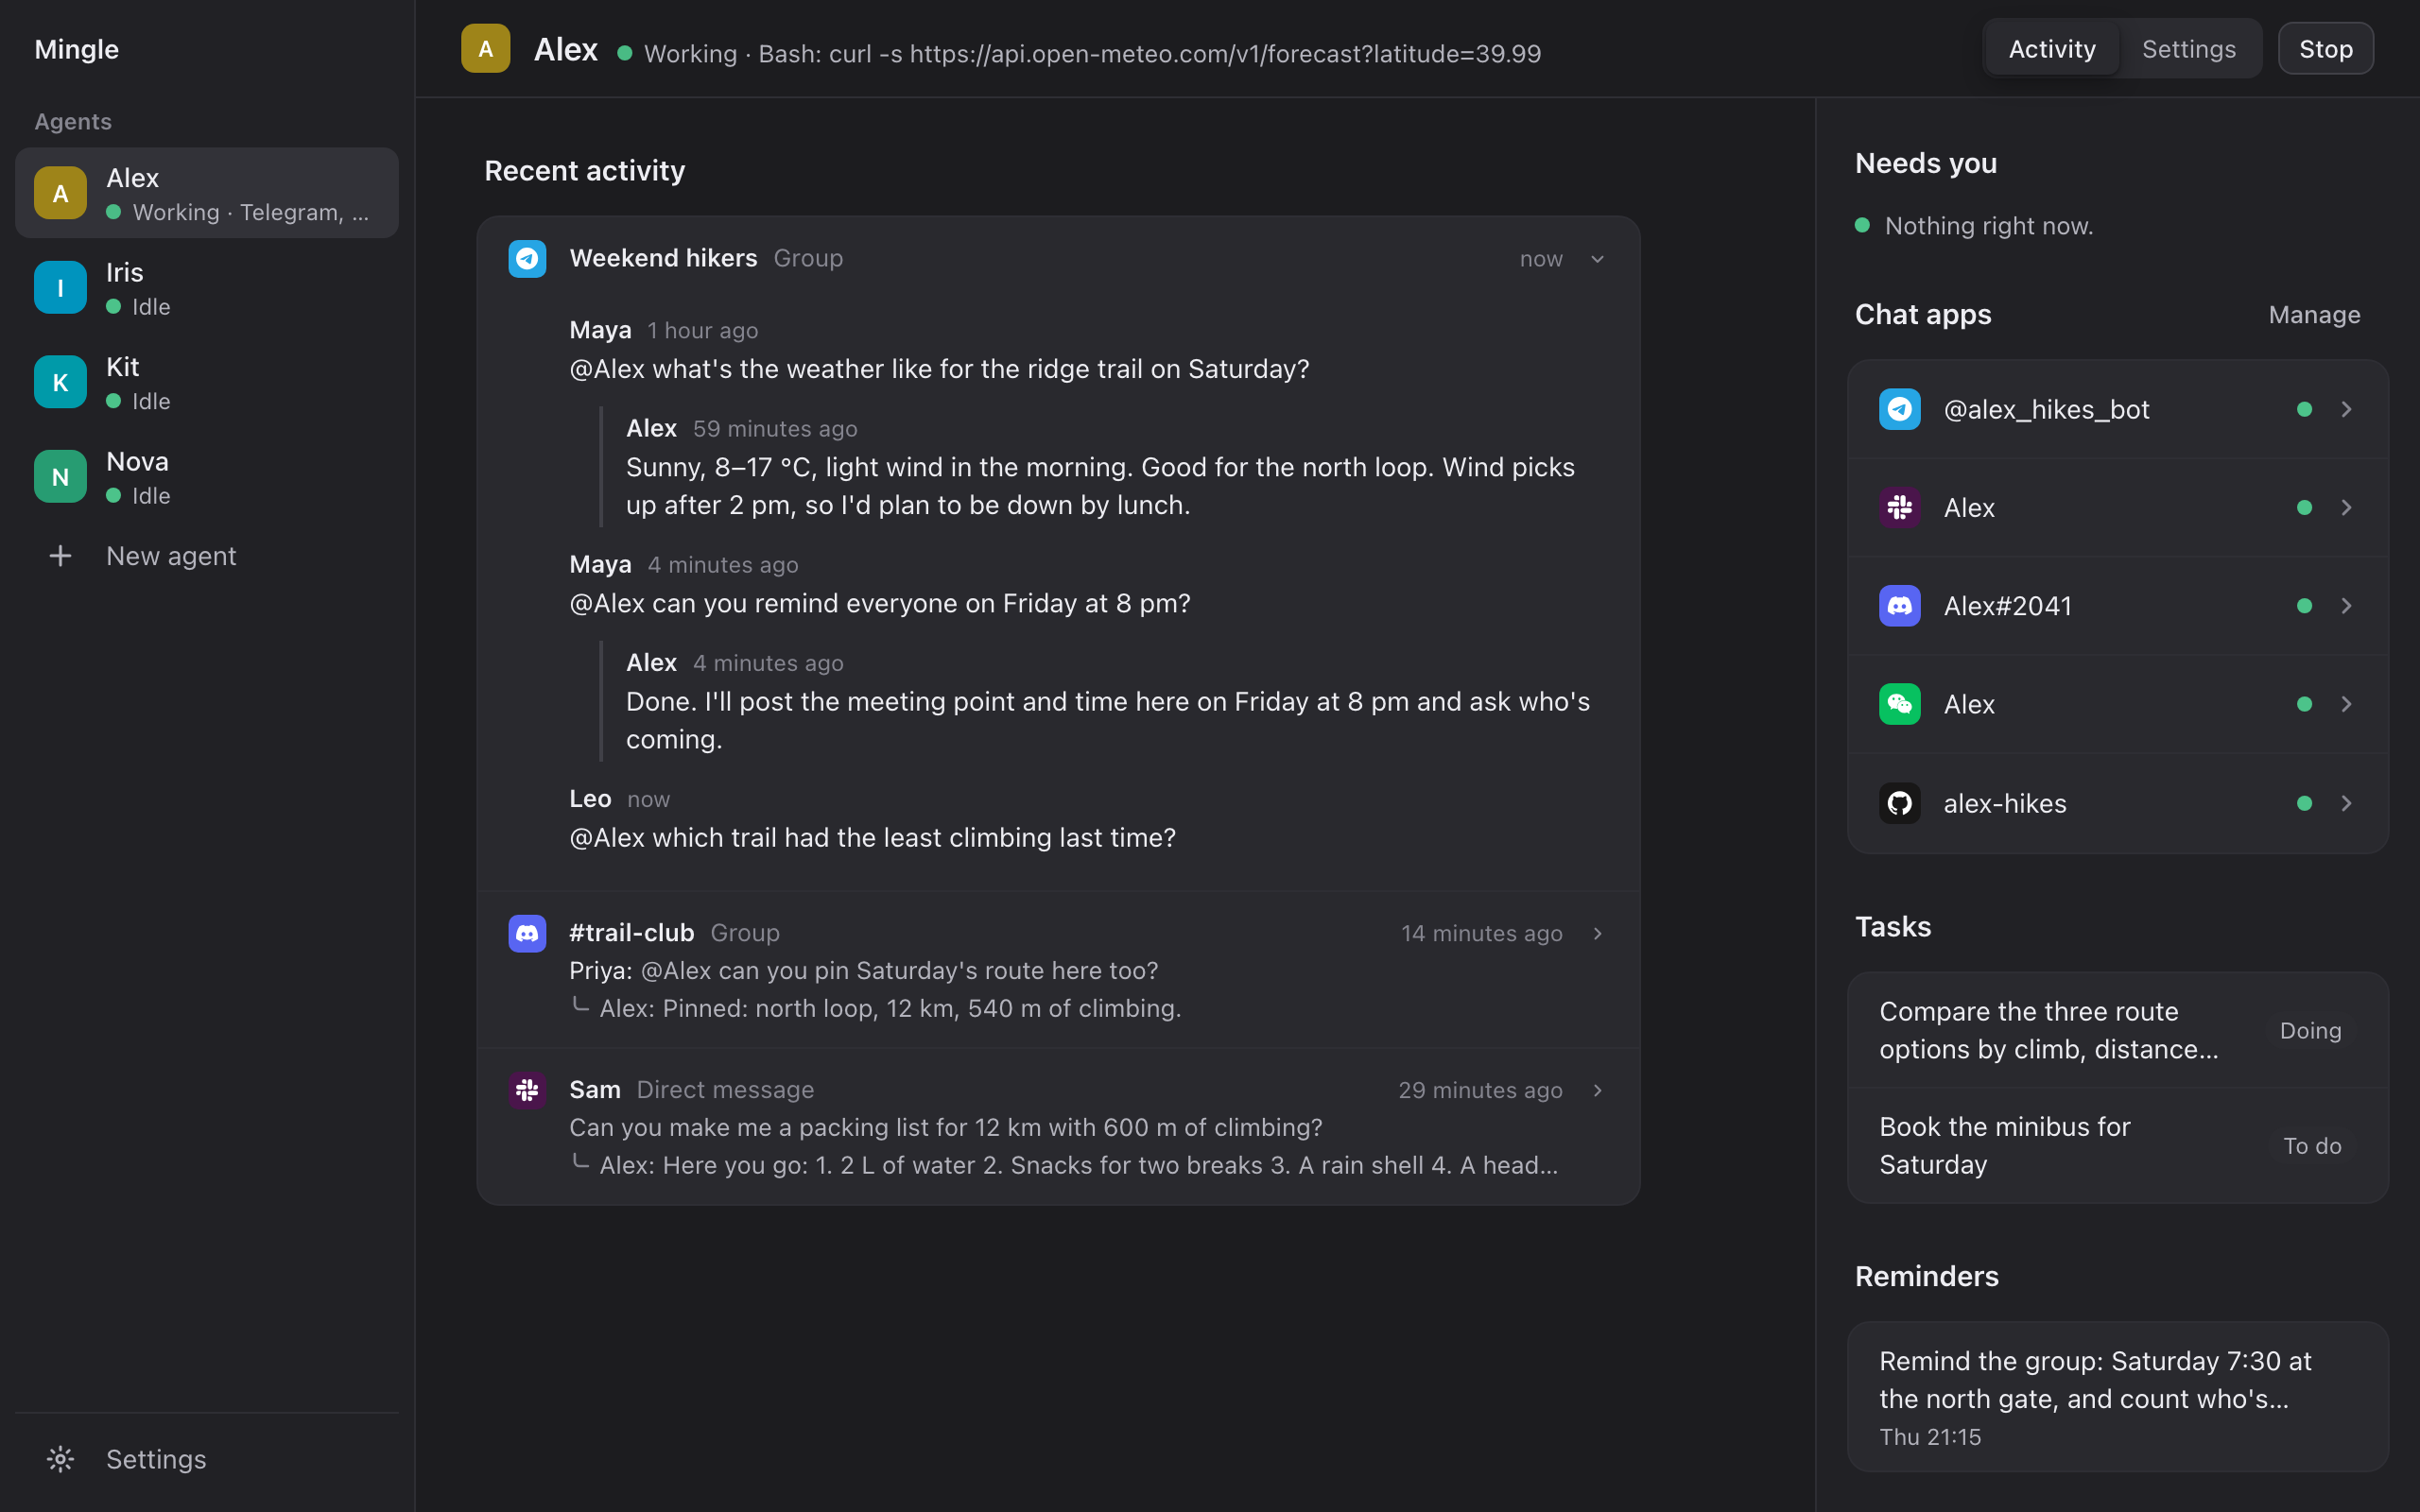 Mingle
Agents
A
Alex
Working · Telegram, ...
I
Iris
Idle
K
Kit
Idle
N
Nova
Idle
New agent
Settings
A
Alex
Working · Bash: curl -s https://api.open-meteo.com/v1/forecast?latitude=39.99
Activity
Settings
Stop
Recent activity
Weekend hikers Group
now
Maya 1 hour ago
@Alex what's the weather like for the ridge trail on Saturday?
Alex 59 minutes ago
Sunny, 8–17 °C, light wind in the morning. Good for the north loop. Wind picks
up after 2 pm, so I'd plan to be down by lunch.
Maya 4 minutes ago
@Alex can you remind everyone on Friday at 8 pm?
Alex 4 minutes ago
Done. I'll post the meeting point and time here on Friday at 8 pm and ask who's
coming.
Leo now
@Alex which trail had the least climbing last time?
#trail-club Group
14 minutes ago
Priya: @Alex can you pin Saturday's route here too?
Alex: Pinned: north loop, 12 km, 540 m of climbing.
Sam Direct message
29 minutes ago
Can you make me a packing list for 12 km with 600 m of climbing?
Alex: Here you go: 1. 2 L of water 2. Snacks for two breaks 3. A rain shell 4. A head...
Needs you
Nothing right now.
Chat apps
Manage
@alex_hikes_bot
Alex
Alex#2041
Alex
alex-hikes
Tasks
Compare the three route
options by climb, distance...
Doing
Book the minibus for
Saturday
To do
Reminders
Remind the group: Saturday 7:30 at
the north gate, and count who's...
Thu 21:15